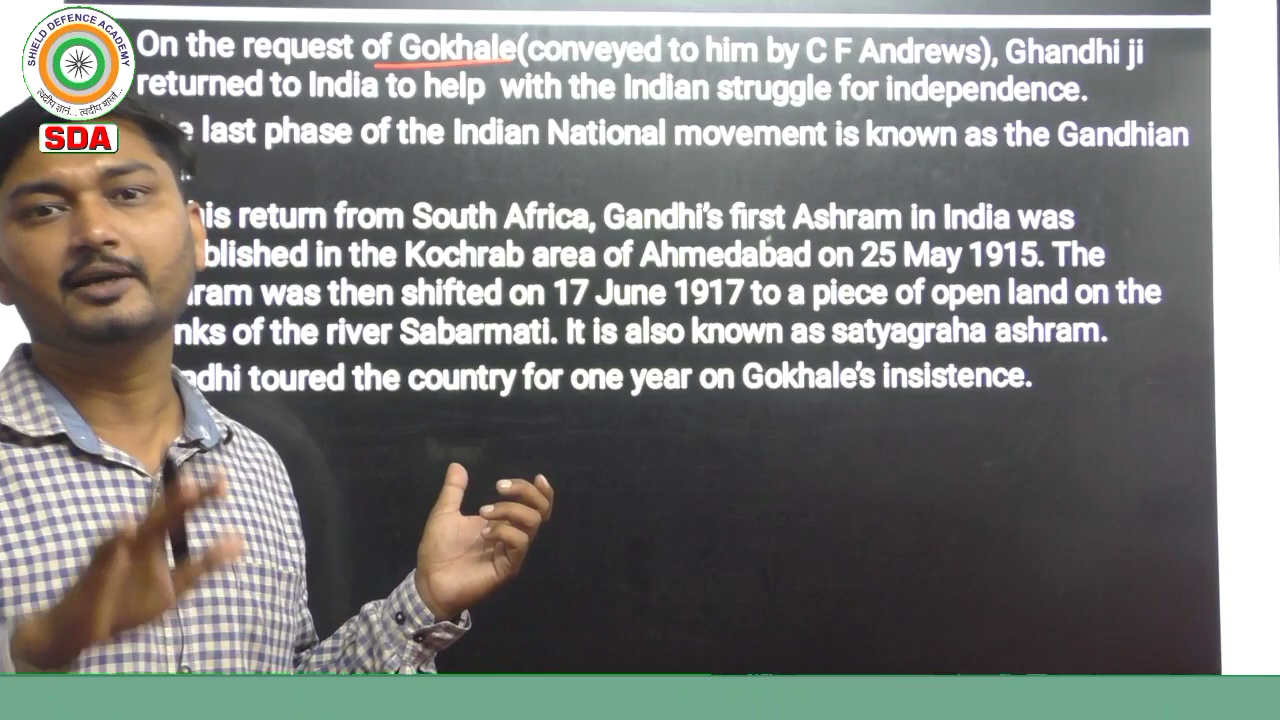 SHIELD DEFENCE ACADEMY
SDA
On the request of Gokhale(conveyed to him by C F Andrews), Ghandhi ji
returned to India to help with the Indian struggle for independence.
e last phase of the Indian National movement is known as the Gandhian
his return from South Africa, Gandhi's first Ashram in India was
blished in the Kochrab area of Ahmedabad on 25 May 1915. The
hram was then shifted on 17 June 1917 to a piece of open land on the
nks of the river Sabarmati. It is also known as satyagraha ashram.
adhi toured the country for one year on Gokhale's insistence.